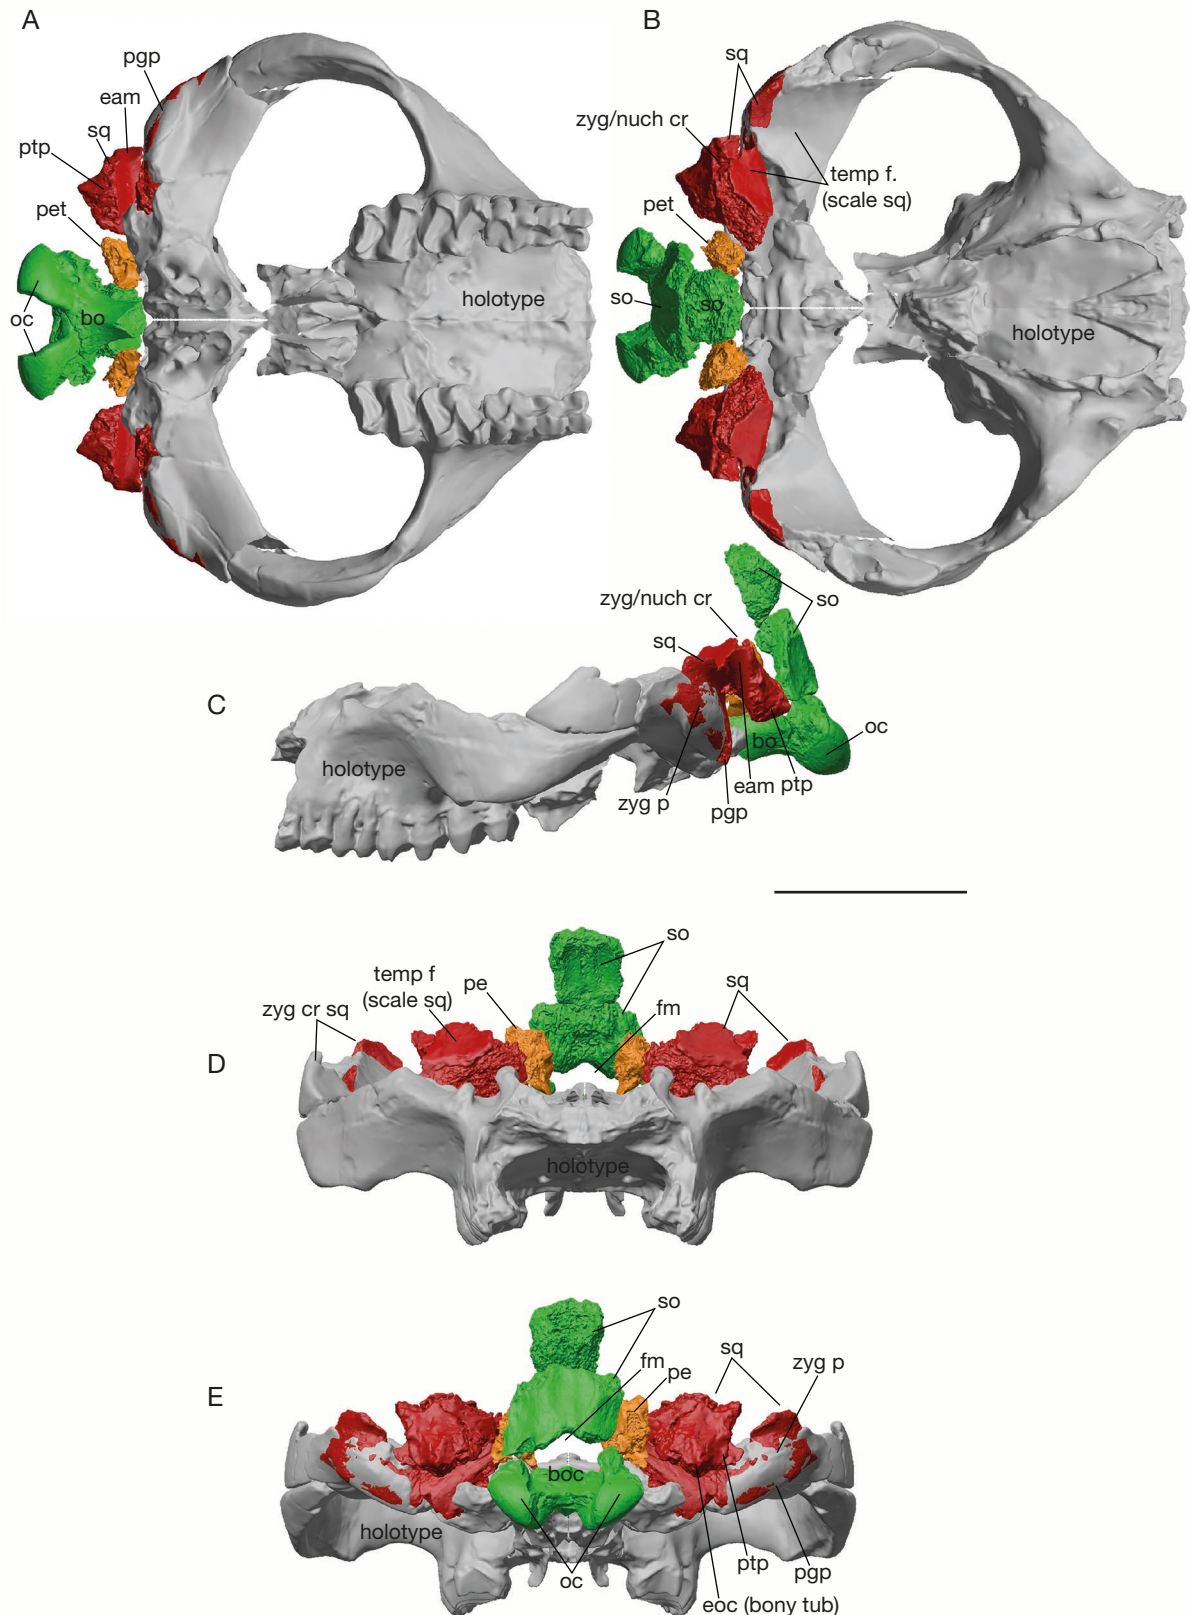 A
pgp
eam
sq
ptp
pet
oc
bo
holotype
B
sq
zyg/nuch cr
temp f.
(scale sq)
pet
so
so
holotype
C
zyg/nuch cr
so
sq
holotype
bo
oc
zyg p
eam
ptp
pgp
D
so
temp f
(scale sq)
pe
fm
sq
zyg cr sq
holotype
E
so
fm
pe
sq
zyg p
boc
holotype
oc
ptp
pgp
eoc (bony tub)